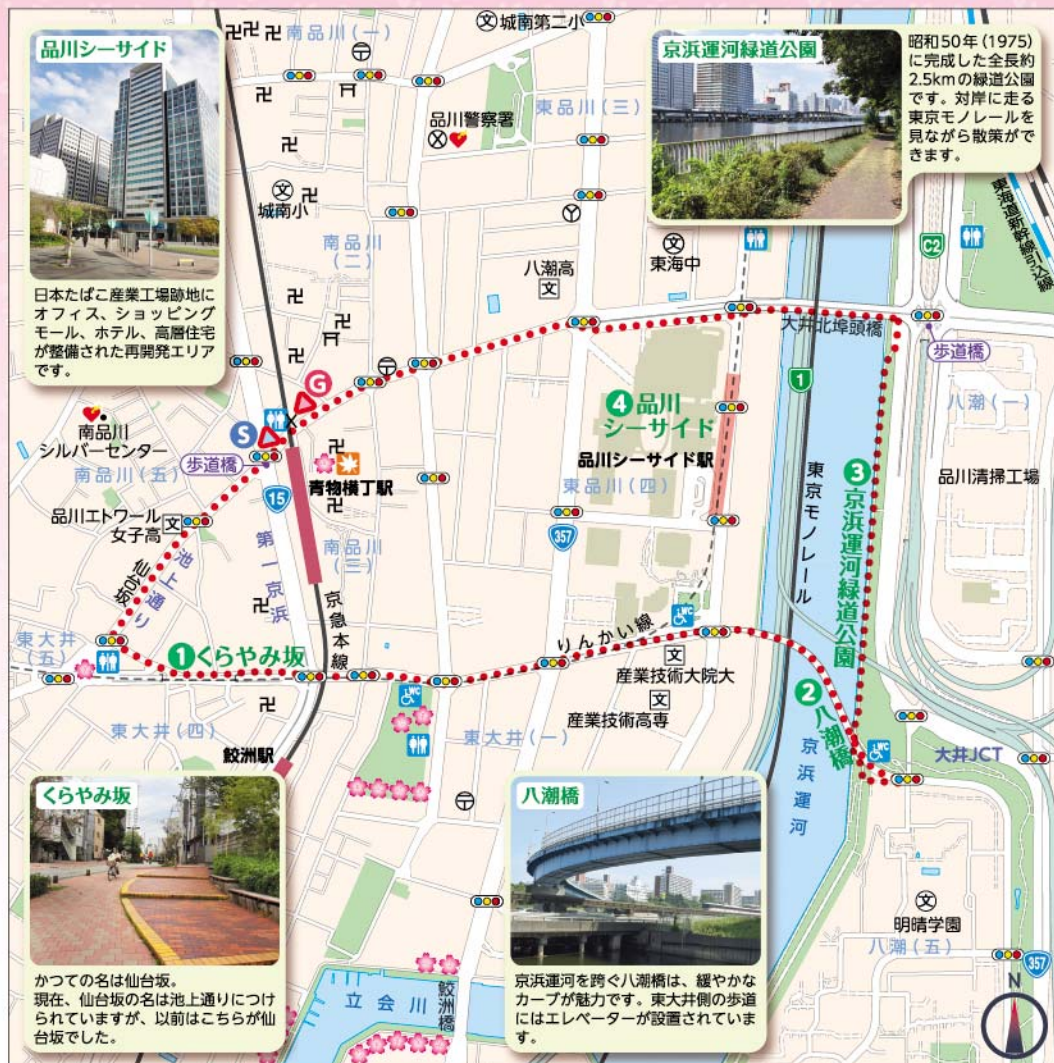 品川シーサイド
日本たばこ産業工場跡地に
オフィス、ショッピング
モール、ホテル、高層住宅
が整備された再開発エリア
です。
京浜運河緑道公園
昭和50年(1975)
に完成した全長約
2.5kmの緑道公園
です。対岸に走る
東京モノレールを
見ながら散策がで
きます。
南品川(一)
城南第二小
品川警察署
東品川(三)
城南小
南品川
(二)
八潮高
東海中
C2
東海道新幹線引込線
大井北埠頭橋
歩道橋
八潮(一)
G
S
歩道橋
南品川
シルバーセンター
南品川(五)
品川エトワール
女子高
仙台坂
池上通り
15
第一京浜
青物横丁駅
南品川
(三)
京急本線
4 品川
シーサイド
品川シーサイド駅
東品川(四)
357
1
東京モノレール
3 京浜運河緑道公園
品川清掃工場
東大井
(五)
1 くらやみ坂
りんかい線
WC
産業技術大院大
産業技術高専
2 八潮橋
WC
大井JCT
東大井(四)
鮫洲駅
WC
東大井(一)
京浜運河
明晴学園
八潮(五)
357
N
立会川
鮫洲橋
くらやみ坂
かつての名は仙台坂。
現在、仙台坂の名は池上通りにつけ
られていますが、以前はこちらが仙
台坂でした。
八潮橋
京浜運河を跨ぐ八潮橋は、緩やかな
カーブが魅力です。東大井側の歩道
にはエレベーターが設置されていま
す。